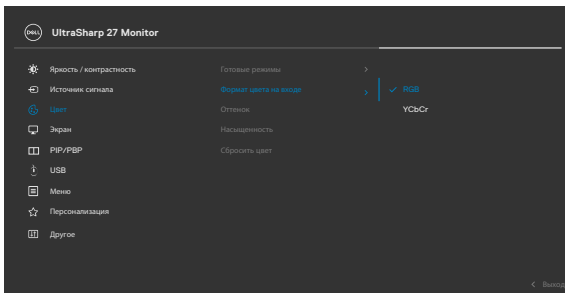 DELL UltraSharp 27 Monitor
Яркость / контрастность
Готовые режимы
Источник сигнала
Формат цвета на входе
RGB
Цвет
Оттенок
YCbCr
Экран
Насыщенность
PIP/PBP
Сбросить цвет
USB
Меню
Персонализация
Другое
Выход